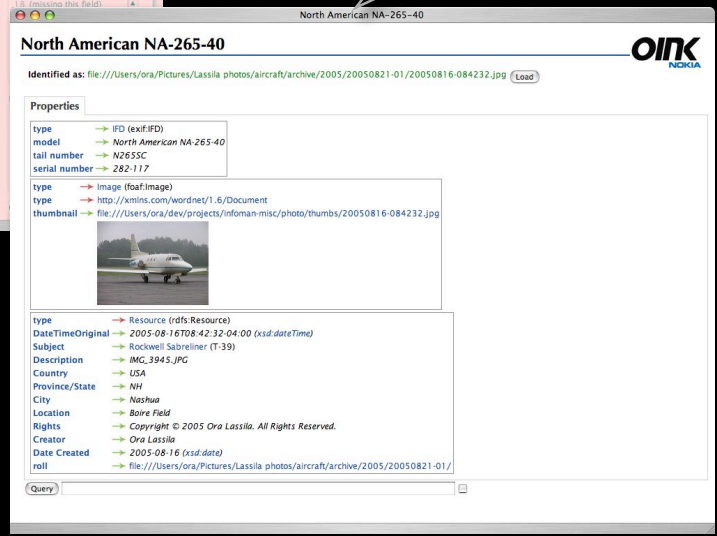 18 (missing this field)
North American NA-265-40
North American NA-265-40
OINK
NOKIA
Identified as: file:///Users/ora/Pictures/Lassila photos/aircraft/archive/2005/20050821-01/20050816-084232.jpg Load
Properties
type → IFD (exif:IFD)
model → North American NA-265-40
tail number → N265SC
serial number → 282-117
type → Image (foaf:Image)
type → http://xmlns.com/wordnet/1.6/Document
thumbnail → file:///Users/ora/dev/projects/infoman-misc/photo/thumbs/20050816-084232.jpg
type → Resource (rdfs:Resource)
DateTimeOriginal → 2005-08-16T08:42:32-04:00 (xsd:dateTime)
Subject → Rockwell Sabreliner (T-39)
Description → IMG_3945.JPG
Country → USA
Province/State → NH
City → Nashua
Location → Boire Field
Rights → Copyright © 2005 Ora Lassila. All Rights Reserved.
Creator → Ora Lassila
Date Created → 2005-08-16 (xsd:date)
roll → file:///Users/ora/Pictures/Lassila photos/aircraft/archive/2005/20050821-01/
Query